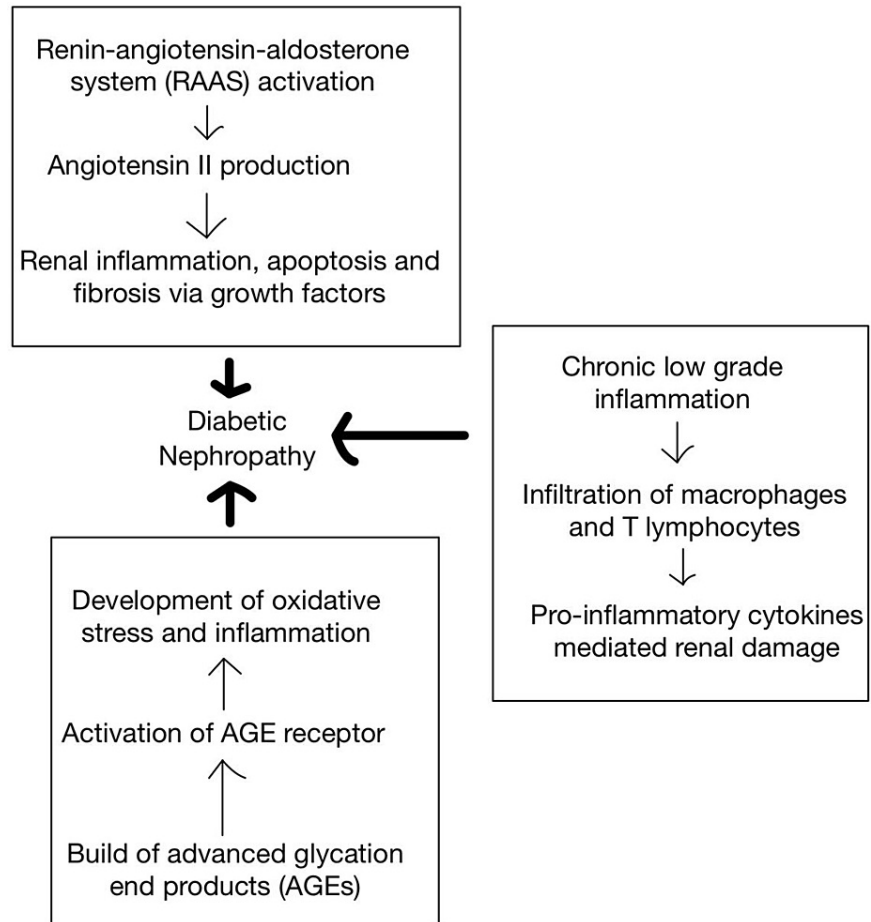 Renin-angiotensin-aldosterone
system (RAAS) activation
Angiotensin II production
Renal inflammation, apoptosis and
fibrosis via growth factors
Diabetic
Nephropathy
Chronic low grade
inflammation
Infiltration of macrophages
and T lymphocytes
Pro-inflammatory cytokines
mediated renal damage
Development of oxidative
stress and inflammation
Activation of AGE receptor
Build of advanced glycation
end products (AGEs)